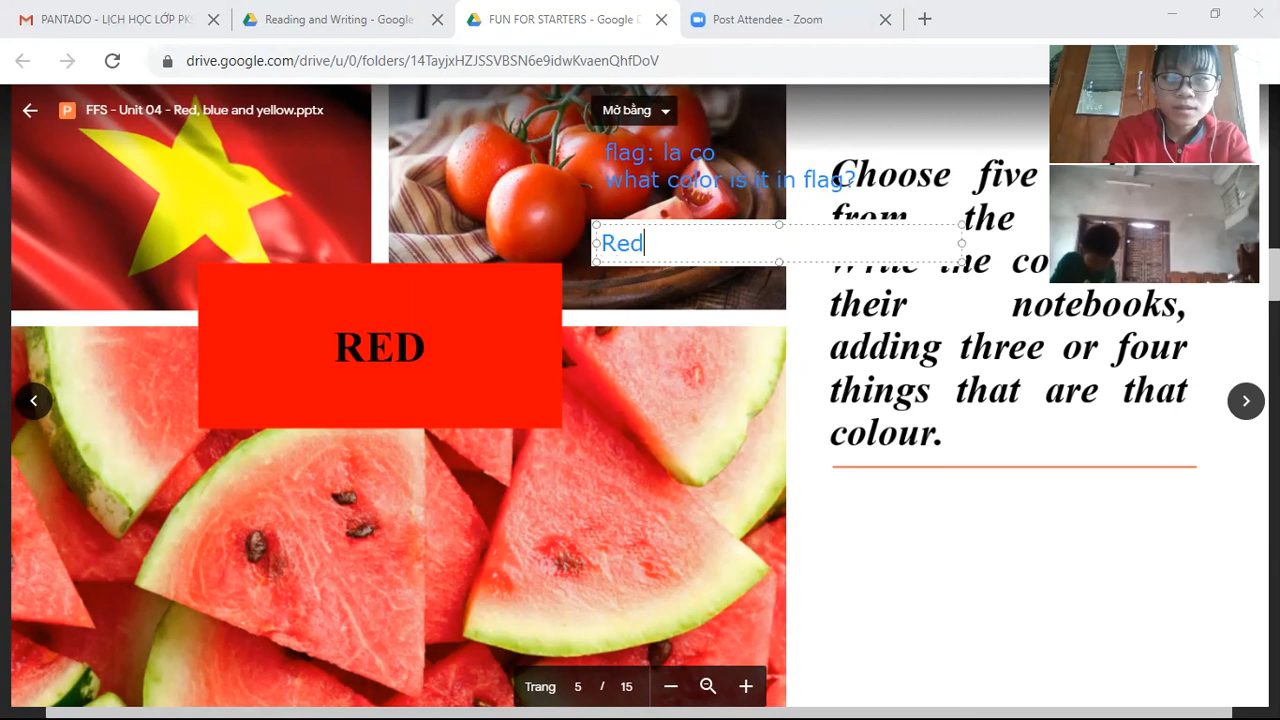 PANTADO - LỊCH HỌC LỚP PK
Reading and Writing - Google
FUN FOR STARTERS - Google
Post Attendee - Zoom
drive.google.com/drive/u/0/folders/14TayjxHZJSSVBSN6e9idwKvaenQhfDoV
FFS - Unit 04 - Red, blue and yellow.pptx
Mở bằng
flag: la co
what color is it in flag?
Red
RED
Choose five
from the
Write the co
their notebooks,
adding three or four
things that are that
colour.
Trang 5 / 15